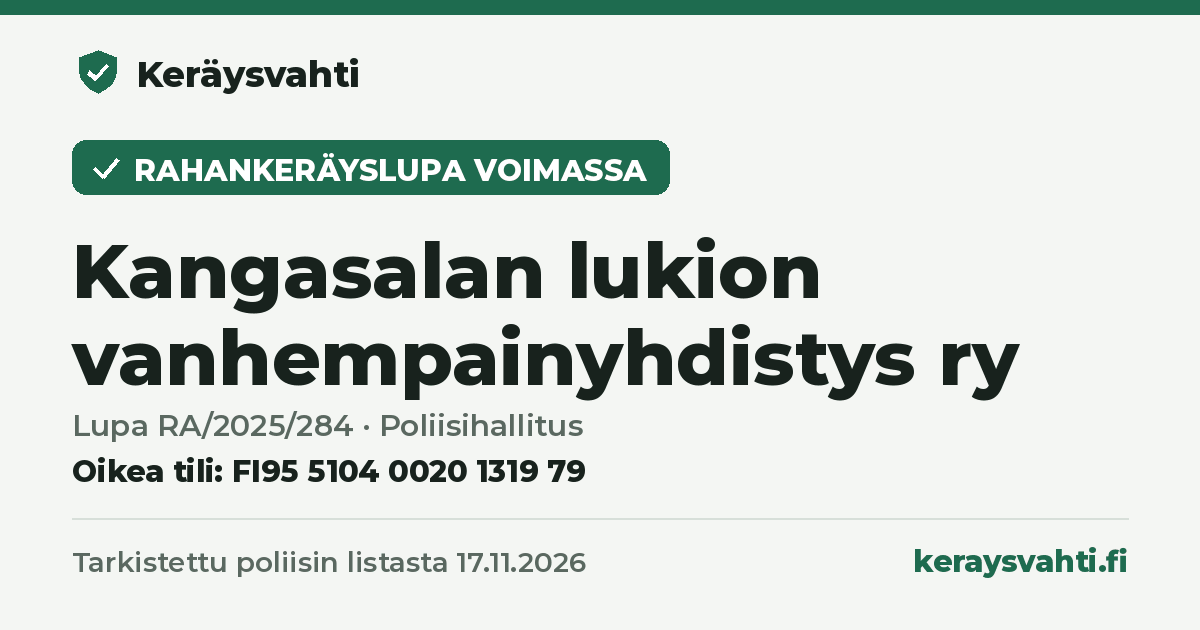 Keräysvahti
RAHANKERÄYSLUPA VOIMASSA
Kangasalan lukion
vanhempainyhdistys ry
Lupa RA/2025/284 · Poliisihallitus
Oikea tili: FI95 5104 0020 1319 79
Tarkistettu poliisin listasta 17.11.2026
keraysvahti.fi